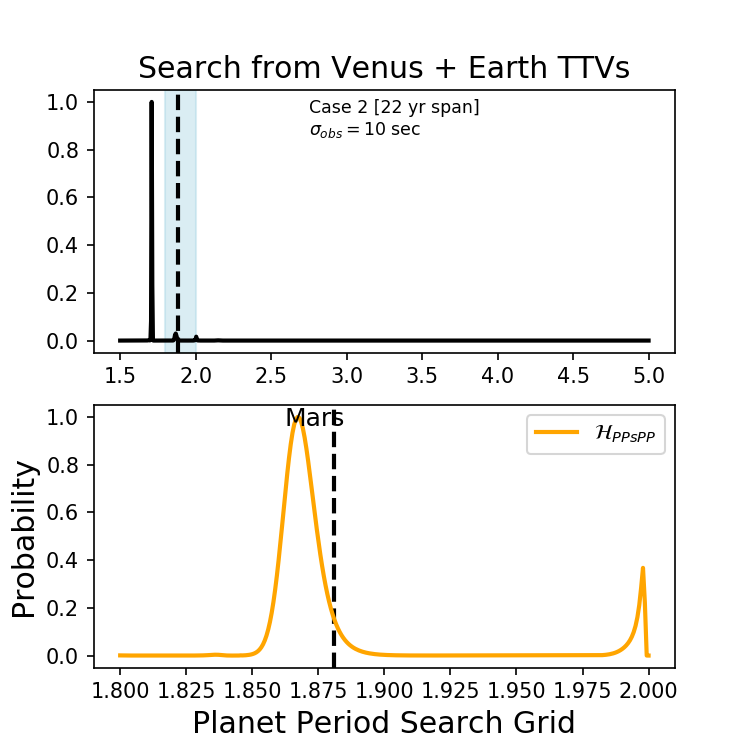 Search from Venus + Earth TTVs
1.0
0.8
0.6
0.4
0.2
0.0
Case 2 [22 yr span]
σ_obs = 10 sec
1.5 2.0 2.5 3.0 3.5 4.0 4.5 5.0
Probability
1.0
0.8
0.6
0.4
0.2
0.0
Mars
ℋ_PPsPP
1.800 1.825 1.850 1.875 1.900 1.925 1.950 1.975 2.000
Planet Period Search Grid